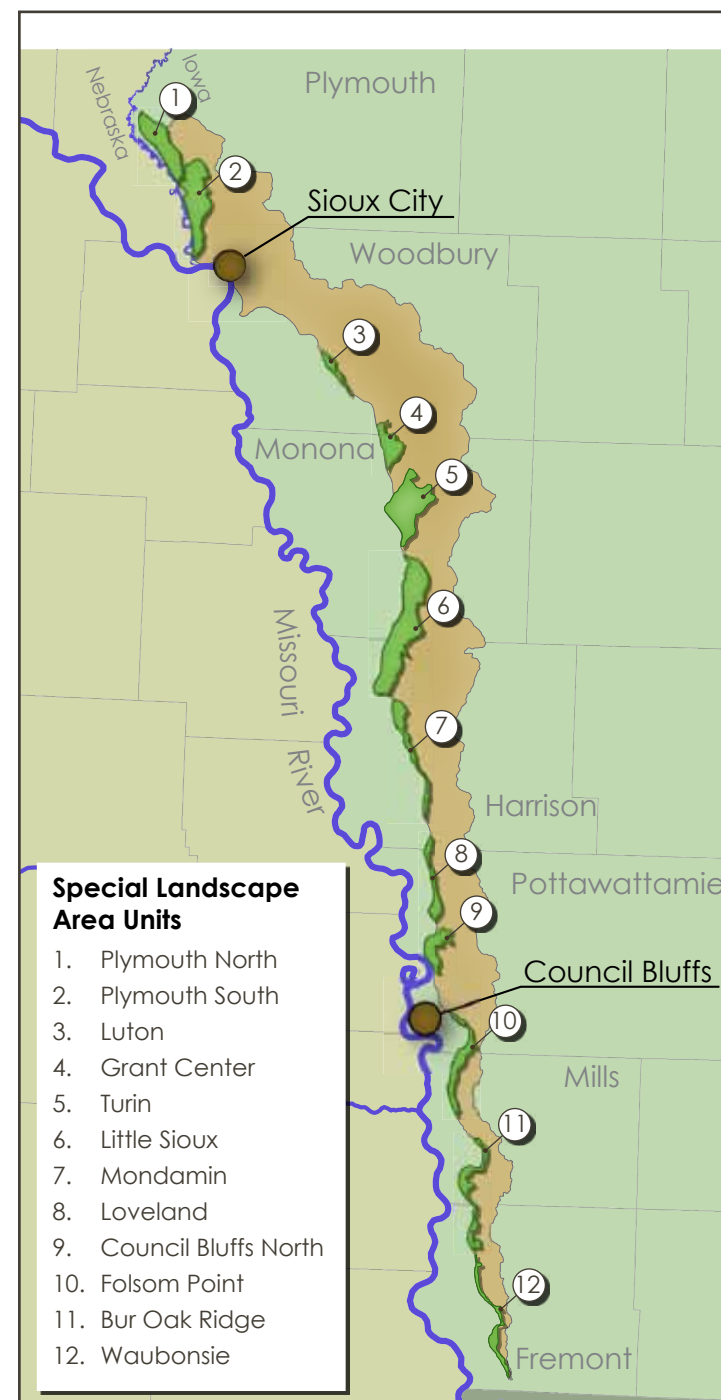 Iowa
Nebraska
Plymouth
1
2
Sioux City
Woodbury
3
4
Monona
5
6
Missouri
River
7
Harrison
8
Pottawattamie
9
Council Bluffs
10
Mills
11
12
Fremont
Special Landscape
Area Units
1. Plymouth North
2. Plymouth South
3. Luton
4. Grant Center
5. Turin
6. Little Sioux
7. Mondamin
8. Loveland
9. Council Bluffs North
10. Folsom Point
11. Bur Oak Ridge
12. Waubonsie